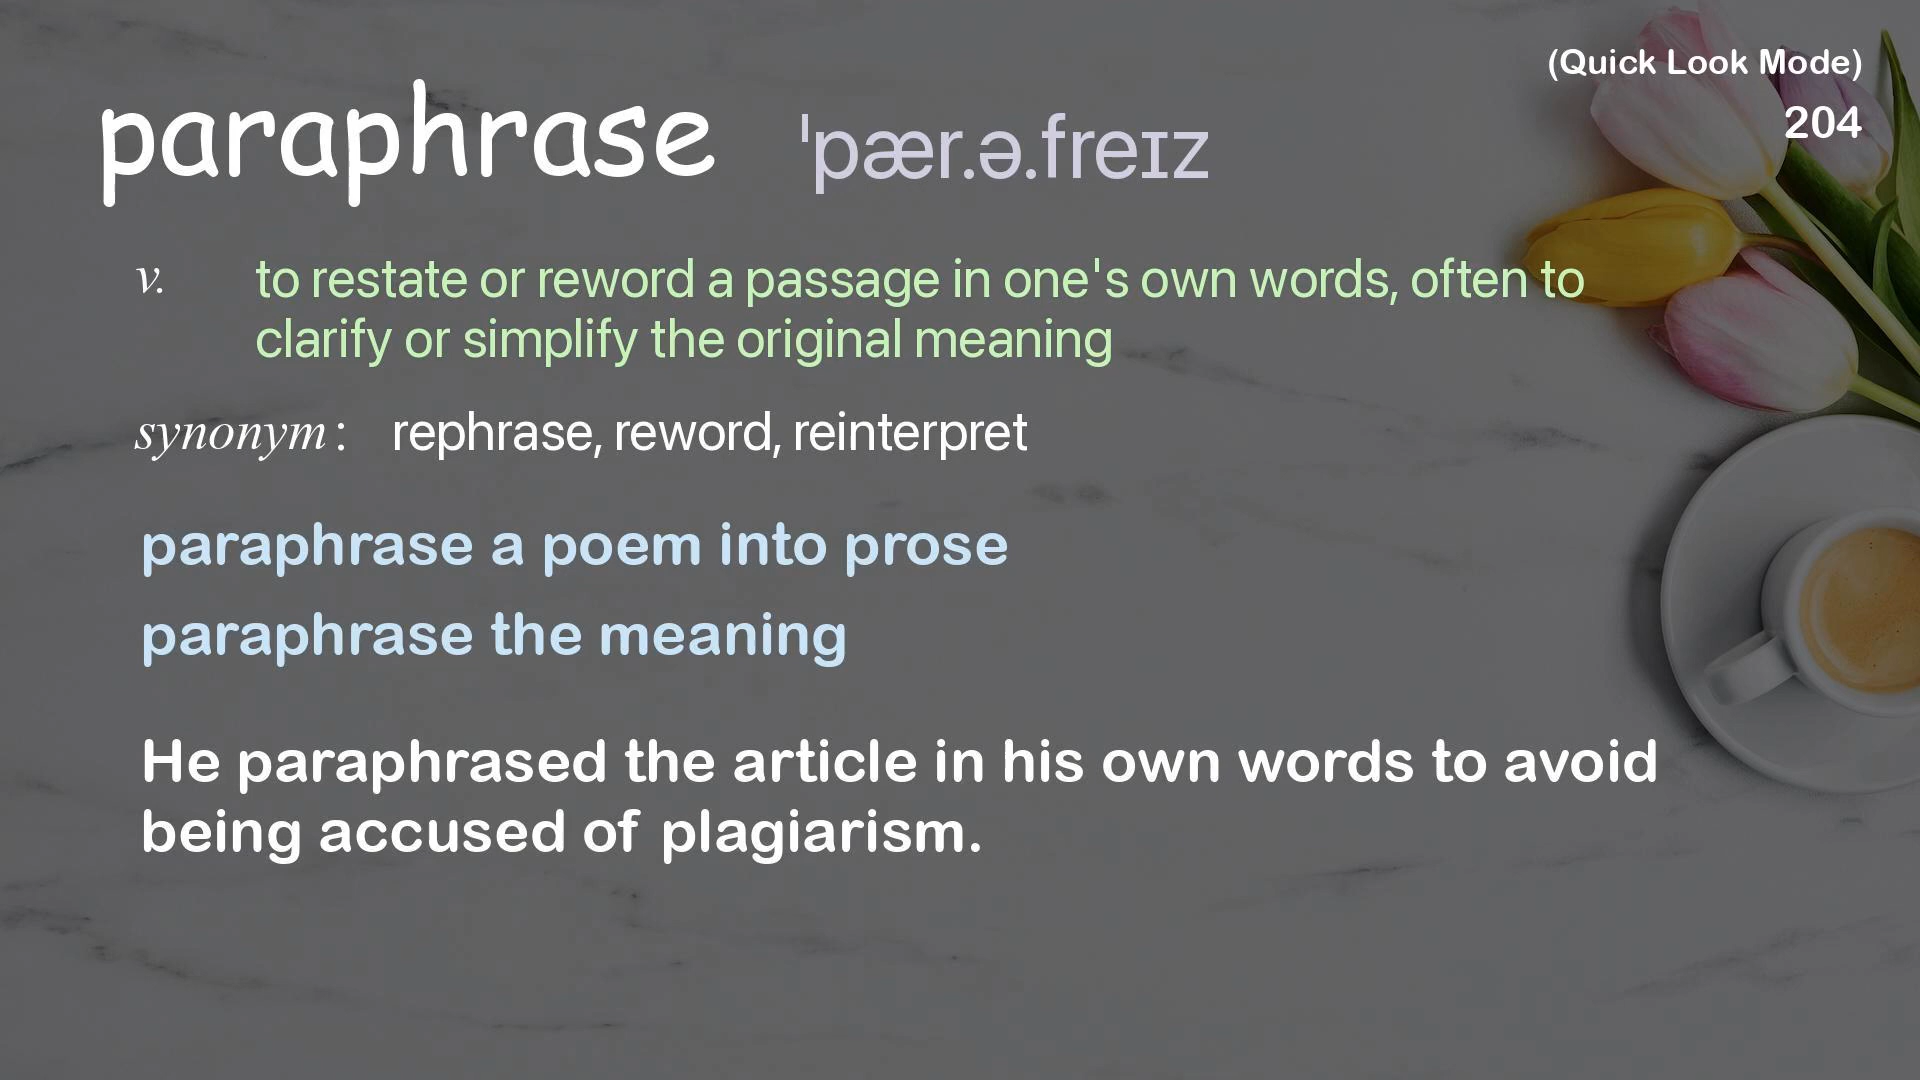 (Quick Look Mode)
204
paraphrase ˈpær.ə.freɪz
v. to restate or reword a passage in one's own words, often to
clarify or simplify the original meaning
synonym: rephrase, reword, reinterpret
paraphrase a poem into prose
paraphrase the meaning
He paraphrased the article in his own words to avoid
being accused of plagiarism.